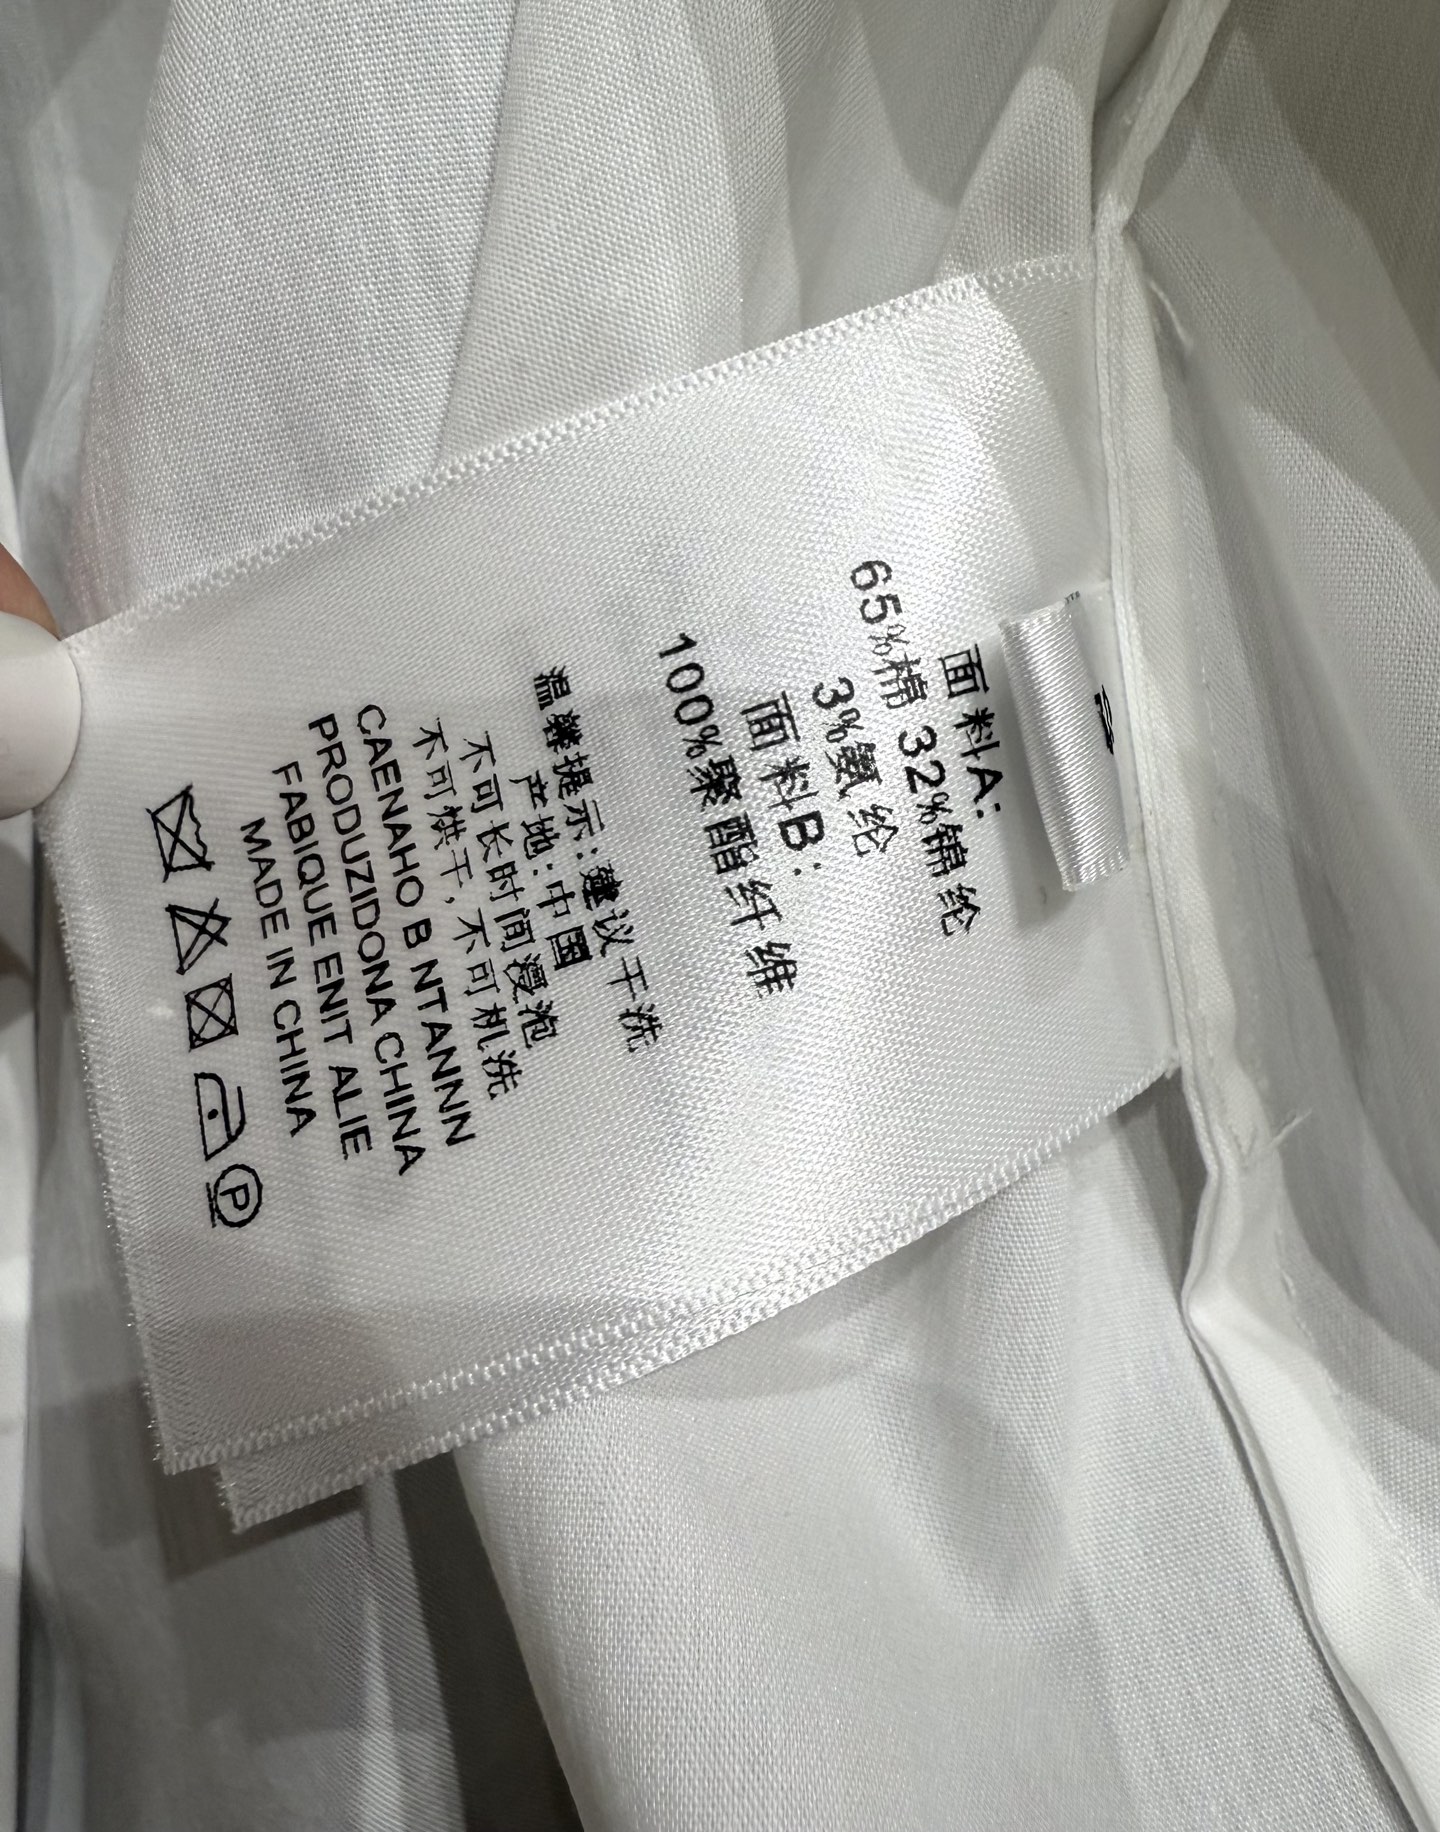 面料A:
65%棉 32%锦纶
3%氨纶
面料B:
100%聚酯纤维
温馨提示:建议干洗
产地:中国
不可长时间浸泡
不可烘干,不可机洗
CAENAHO B NTANNN
PRODUZIDONA CHINA
FABIQUE ENIT ALIE
MADE IN CHINA
P